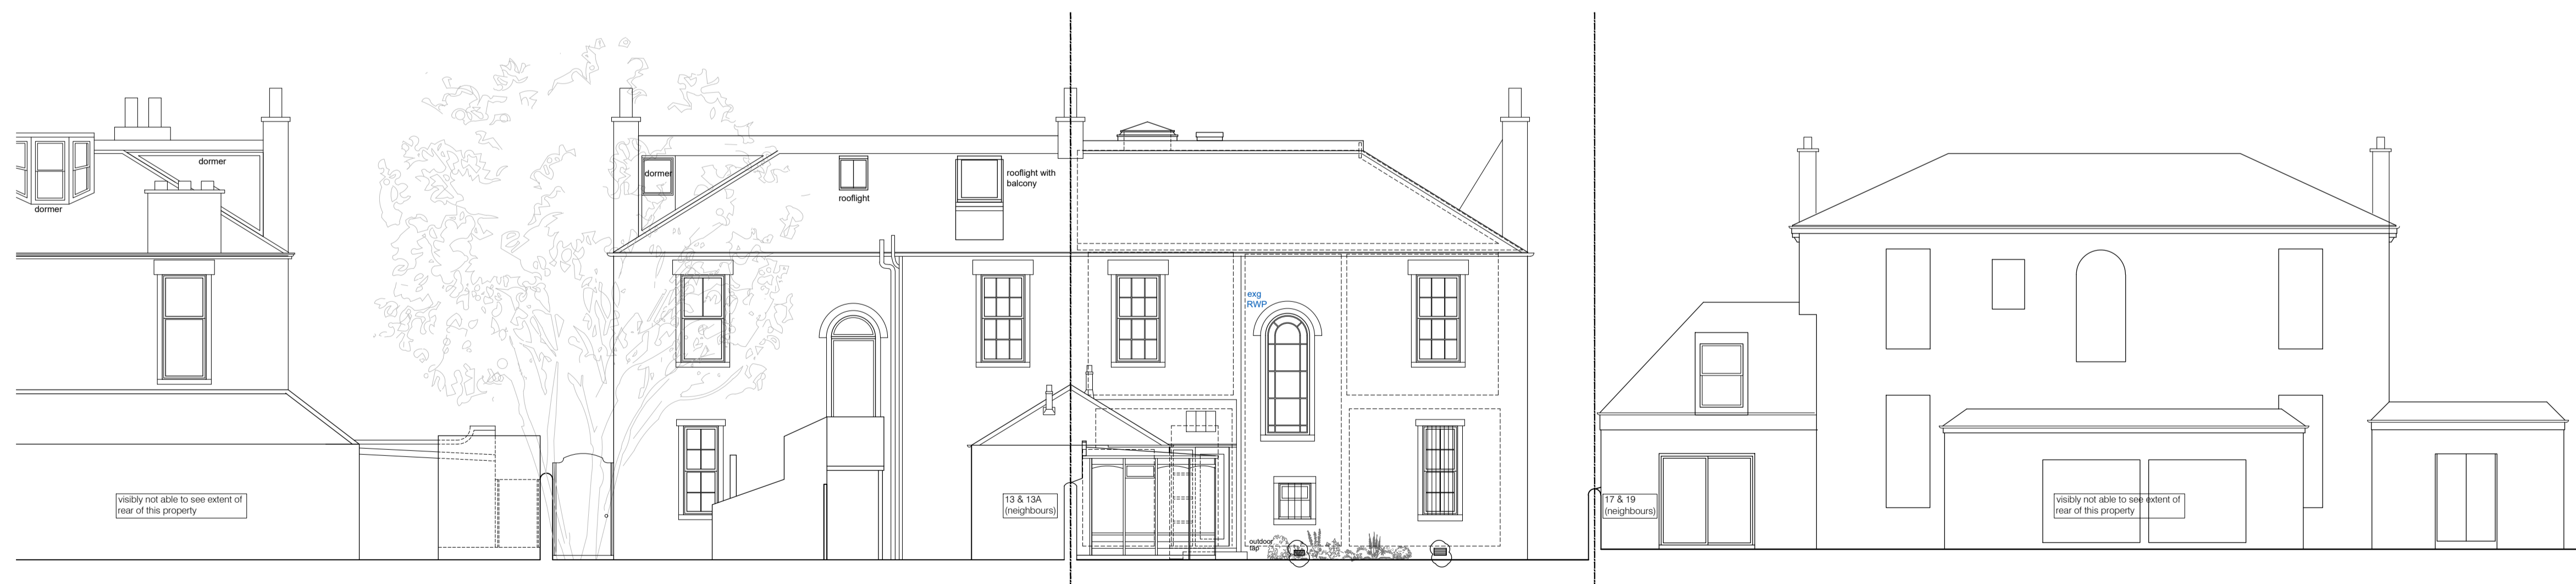 dormer
dormer
dormer
rooflight
rooflight with
balcony
exg
RWP
visibly not able to see extent of
rear of this property
13 & 13A
(neighbours)
outdoor
tap
17 & 19
(neighbours)
visibly not able to see extent of
rear of this property